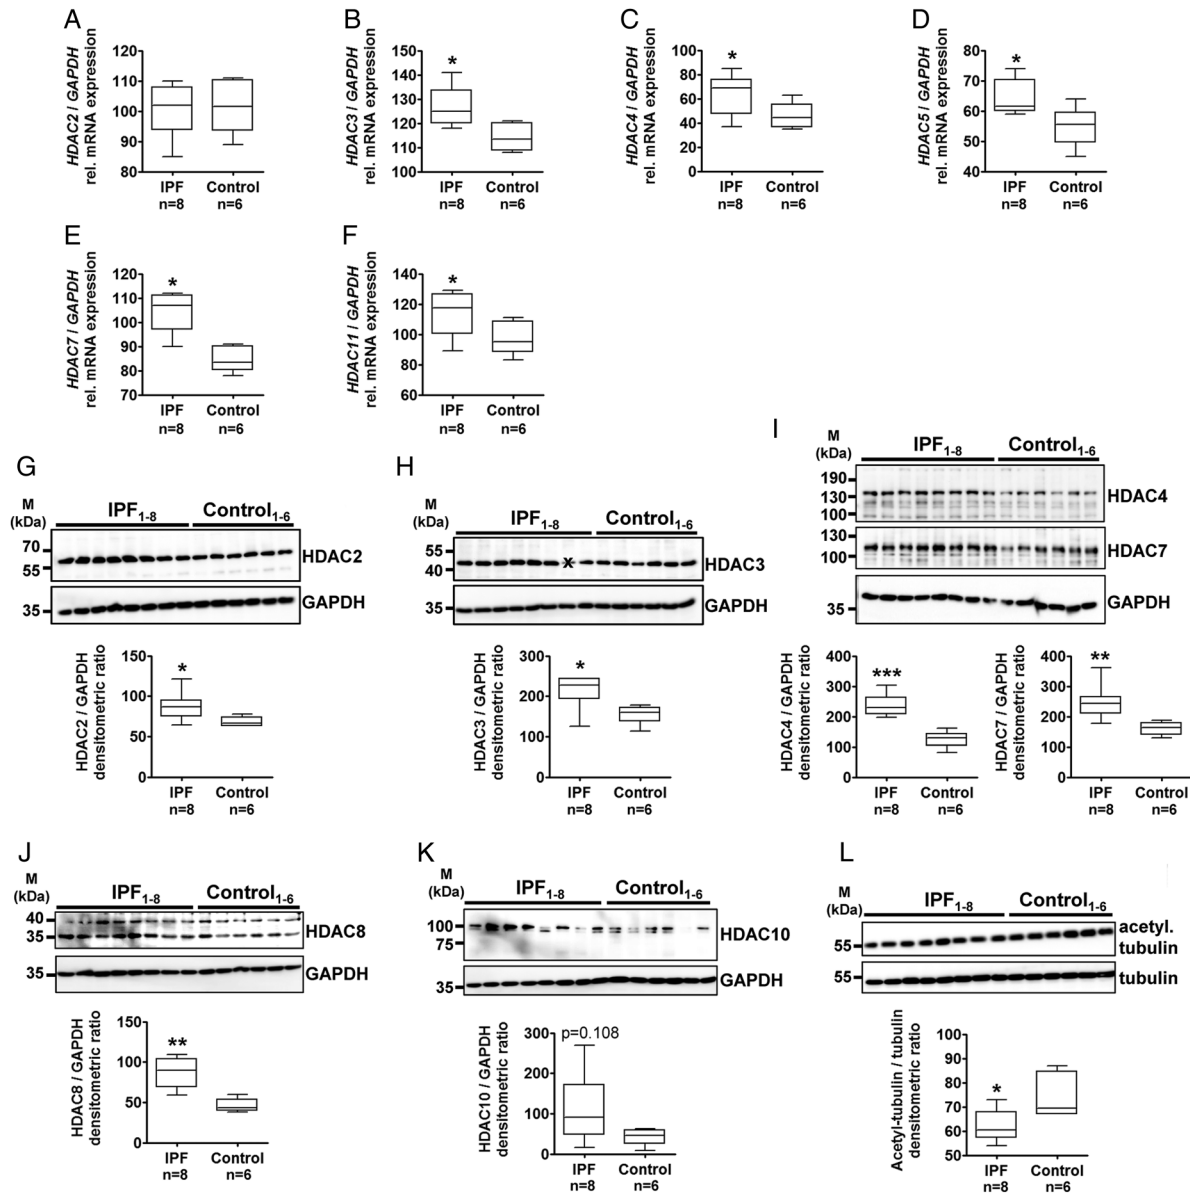 A
HDAC2 / GAPDH
rel. mRNA expression
120
110
100
90
80
IPF
n=8
Control
n=6
B
HDAC3 / GAPDH
rel. mRNA expression
150
140
130
120
110
100
*
IPF
n=8
Control
n=6
C
HDAC4 / GAPDH
rel. mRNA expression
100
80
60
40
20
0
*
IPF
n=8
Control
n=6
D
HDAC5 / GAPDH
rel. mRNA expression
80
70
60
50
40
*
IPF
n=8
Control
n=6
E
HDAC7 / GAPDH
rel. mRNA expression
120
110
100
90
80
70
*
IPF
n=8
Control
n=6
F
HDAC11 / GAPDH
rel. mRNA expression
140
120
100
80
60
*
IPF
n=8
Control
n=6
G
M
(kDa)
IPF1-8
Control1-6
70
55
HDAC2
35
GAPDH
HDAC2 / GAPDH
densitometric ratio
150
100
50
0
*
IPF
n=8
Control
n=6
H
M
(kDa)
IPF1-8
Control1-6
55
40
x
HDAC3
35
GAPDH
HDAC3 / GAPDH
densitometric ratio
300
200
100
0
*
IPF
n=8
Control
n=6
I
M
(kDa)
IPF1-8
Control1-6
190
130
100
HDAC4
130
100
HDAC7
35
GAPDH
HDAC4 / GAPDH
densitometric ratio
400
300
200
100
0
***
IPF
n=8
Control
n=6
HDAC7 / GAPDH
densitometric ratio
400
300
200
100
0
**
IPF
n=8
Control
n=6
J
M
(kDa)
IPF1-8
Control1-6
40
35
HDAC8
35
GAPDH
HDAC8 / GAPDH
densitometric ratio
150
100
50
0
**
IPF
n=8
Control
n=6
K
M
(kDa)
IPF1-8
Control1-6
100
75
HDAC10
35
GAPDH
HDAC10 / GAPDH
densitometric ratio
300
200
100
0
p=0.108
IPF
n=8
Control
n=6
L
M
(kDa)
IPF1-8
Control1-6
55
acetyl.
tubulin
55
tubulin
Acetyl-tubulin / tubulin
densitometric ratio
100
90
80
70
60
50
*
IPF
n=8
Control
n=6